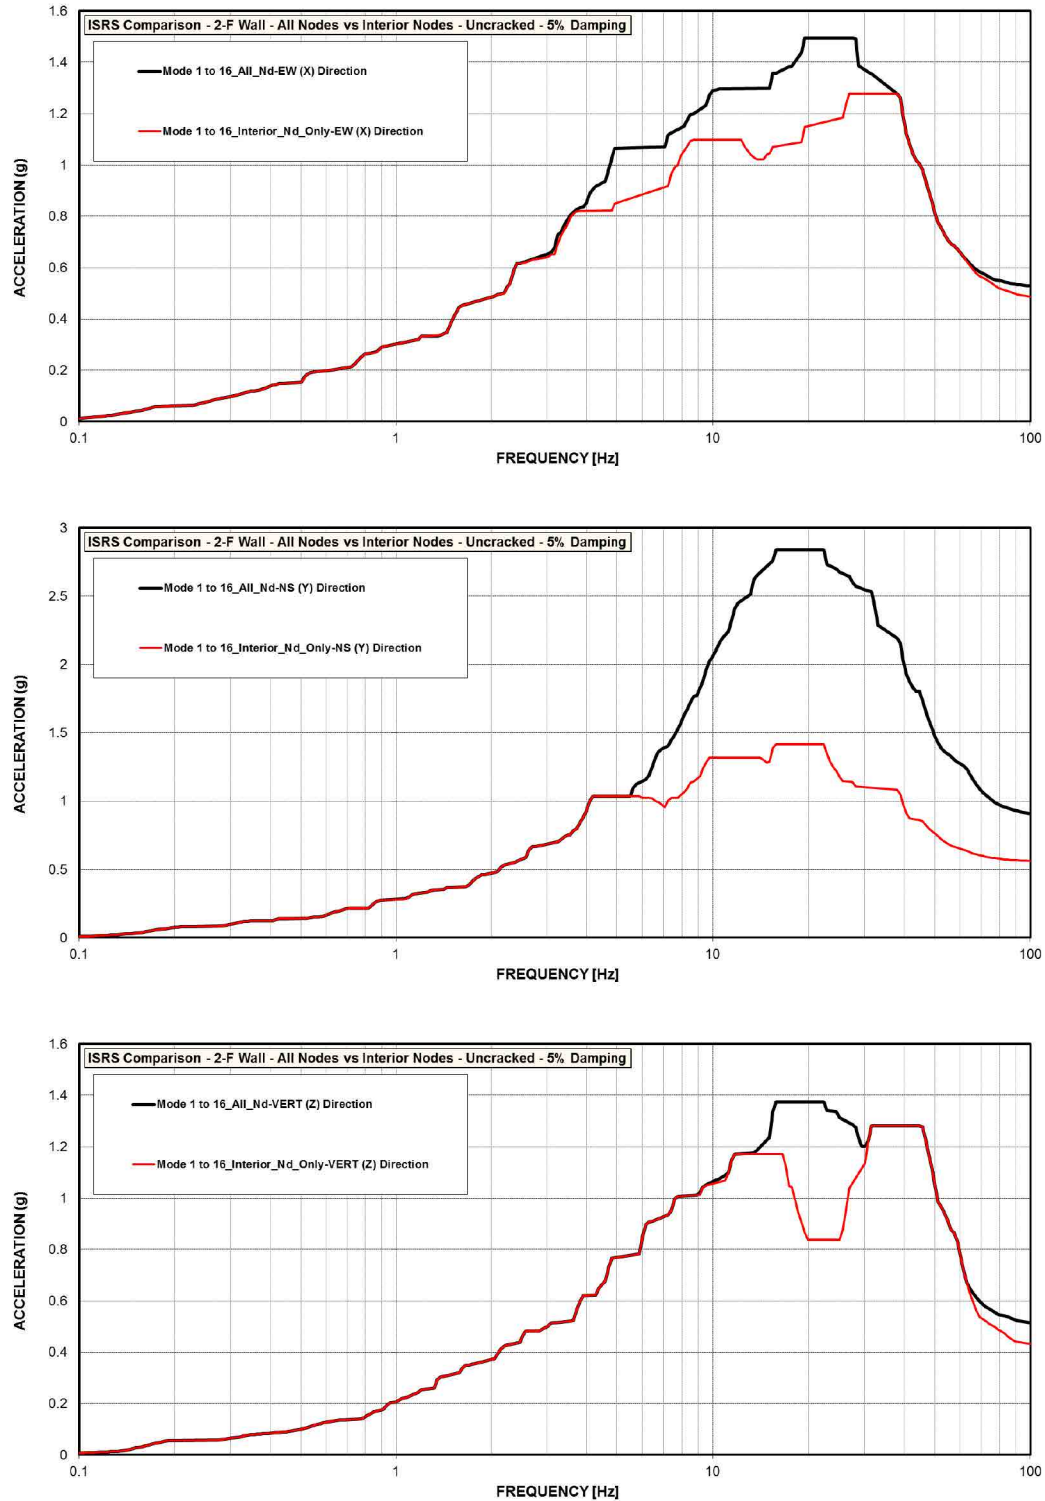 ISRS Comparison - 2-F Wall - All Nodes vs Interior Nodes - Uncracked - 5% Damping
Mode 1 to 16_All_Nd-EW (X) Direction
Mode 1 to 16_Interior_Nd_Only-EW (X) Direction
ACCELERATION (g)
1.6
1.4
1.2
1
0.8
0.6
0.4
0.2
0
0.1 1 10 100
FREQUENCY [Hz]
ISRS Comparison - 2-F Wall - All Nodes vs Interior Nodes - Uncracked - 5% Damping
Mode 1 to 16_All_Nd-NS (Y) Direction
Mode 1 to 16_Interior_Nd_Only-NS (Y) Direction
ACCELERATION (g)
3
2.5
2
1.5
1
0.5
0
0.1 1 10 100
FREQUENCY [Hz]
ISRS Comparison - 2-F Wall - All Nodes vs Interior Nodes - Uncracked - 5% Damping
Mode 1 to 16_All_Nd-VERT (Z) Direction
Mode 1 to 16_Interior_Nd_Only-VERT (Z) Direction
ACCELERATION (g)
1.6
1.4
1.2
1
0.8
0.6
0.4
0.2
0
0.1 1 10 100
FREQUENCY [Hz]